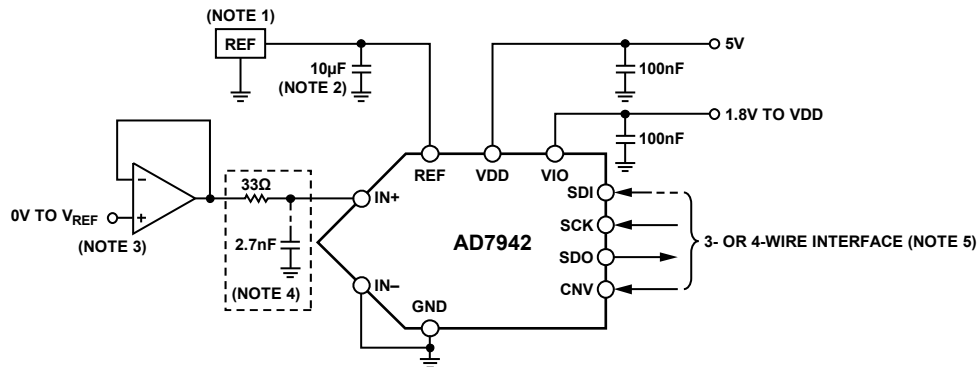 (NOTE 1)
REF
10µF
(NOTE 2)
5V
100nF
1.8V TO VDD
100nF
REF
VDD
VIO
33Ω
IN+
SDI
0V TO VREF
(NOTE 3)
2.7nF
(NOTE 4)
AD7942
SCK
SDO
CNV
3- OR 4-WIRE INTERFACE (NOTE 5)
IN–
GND
−
+